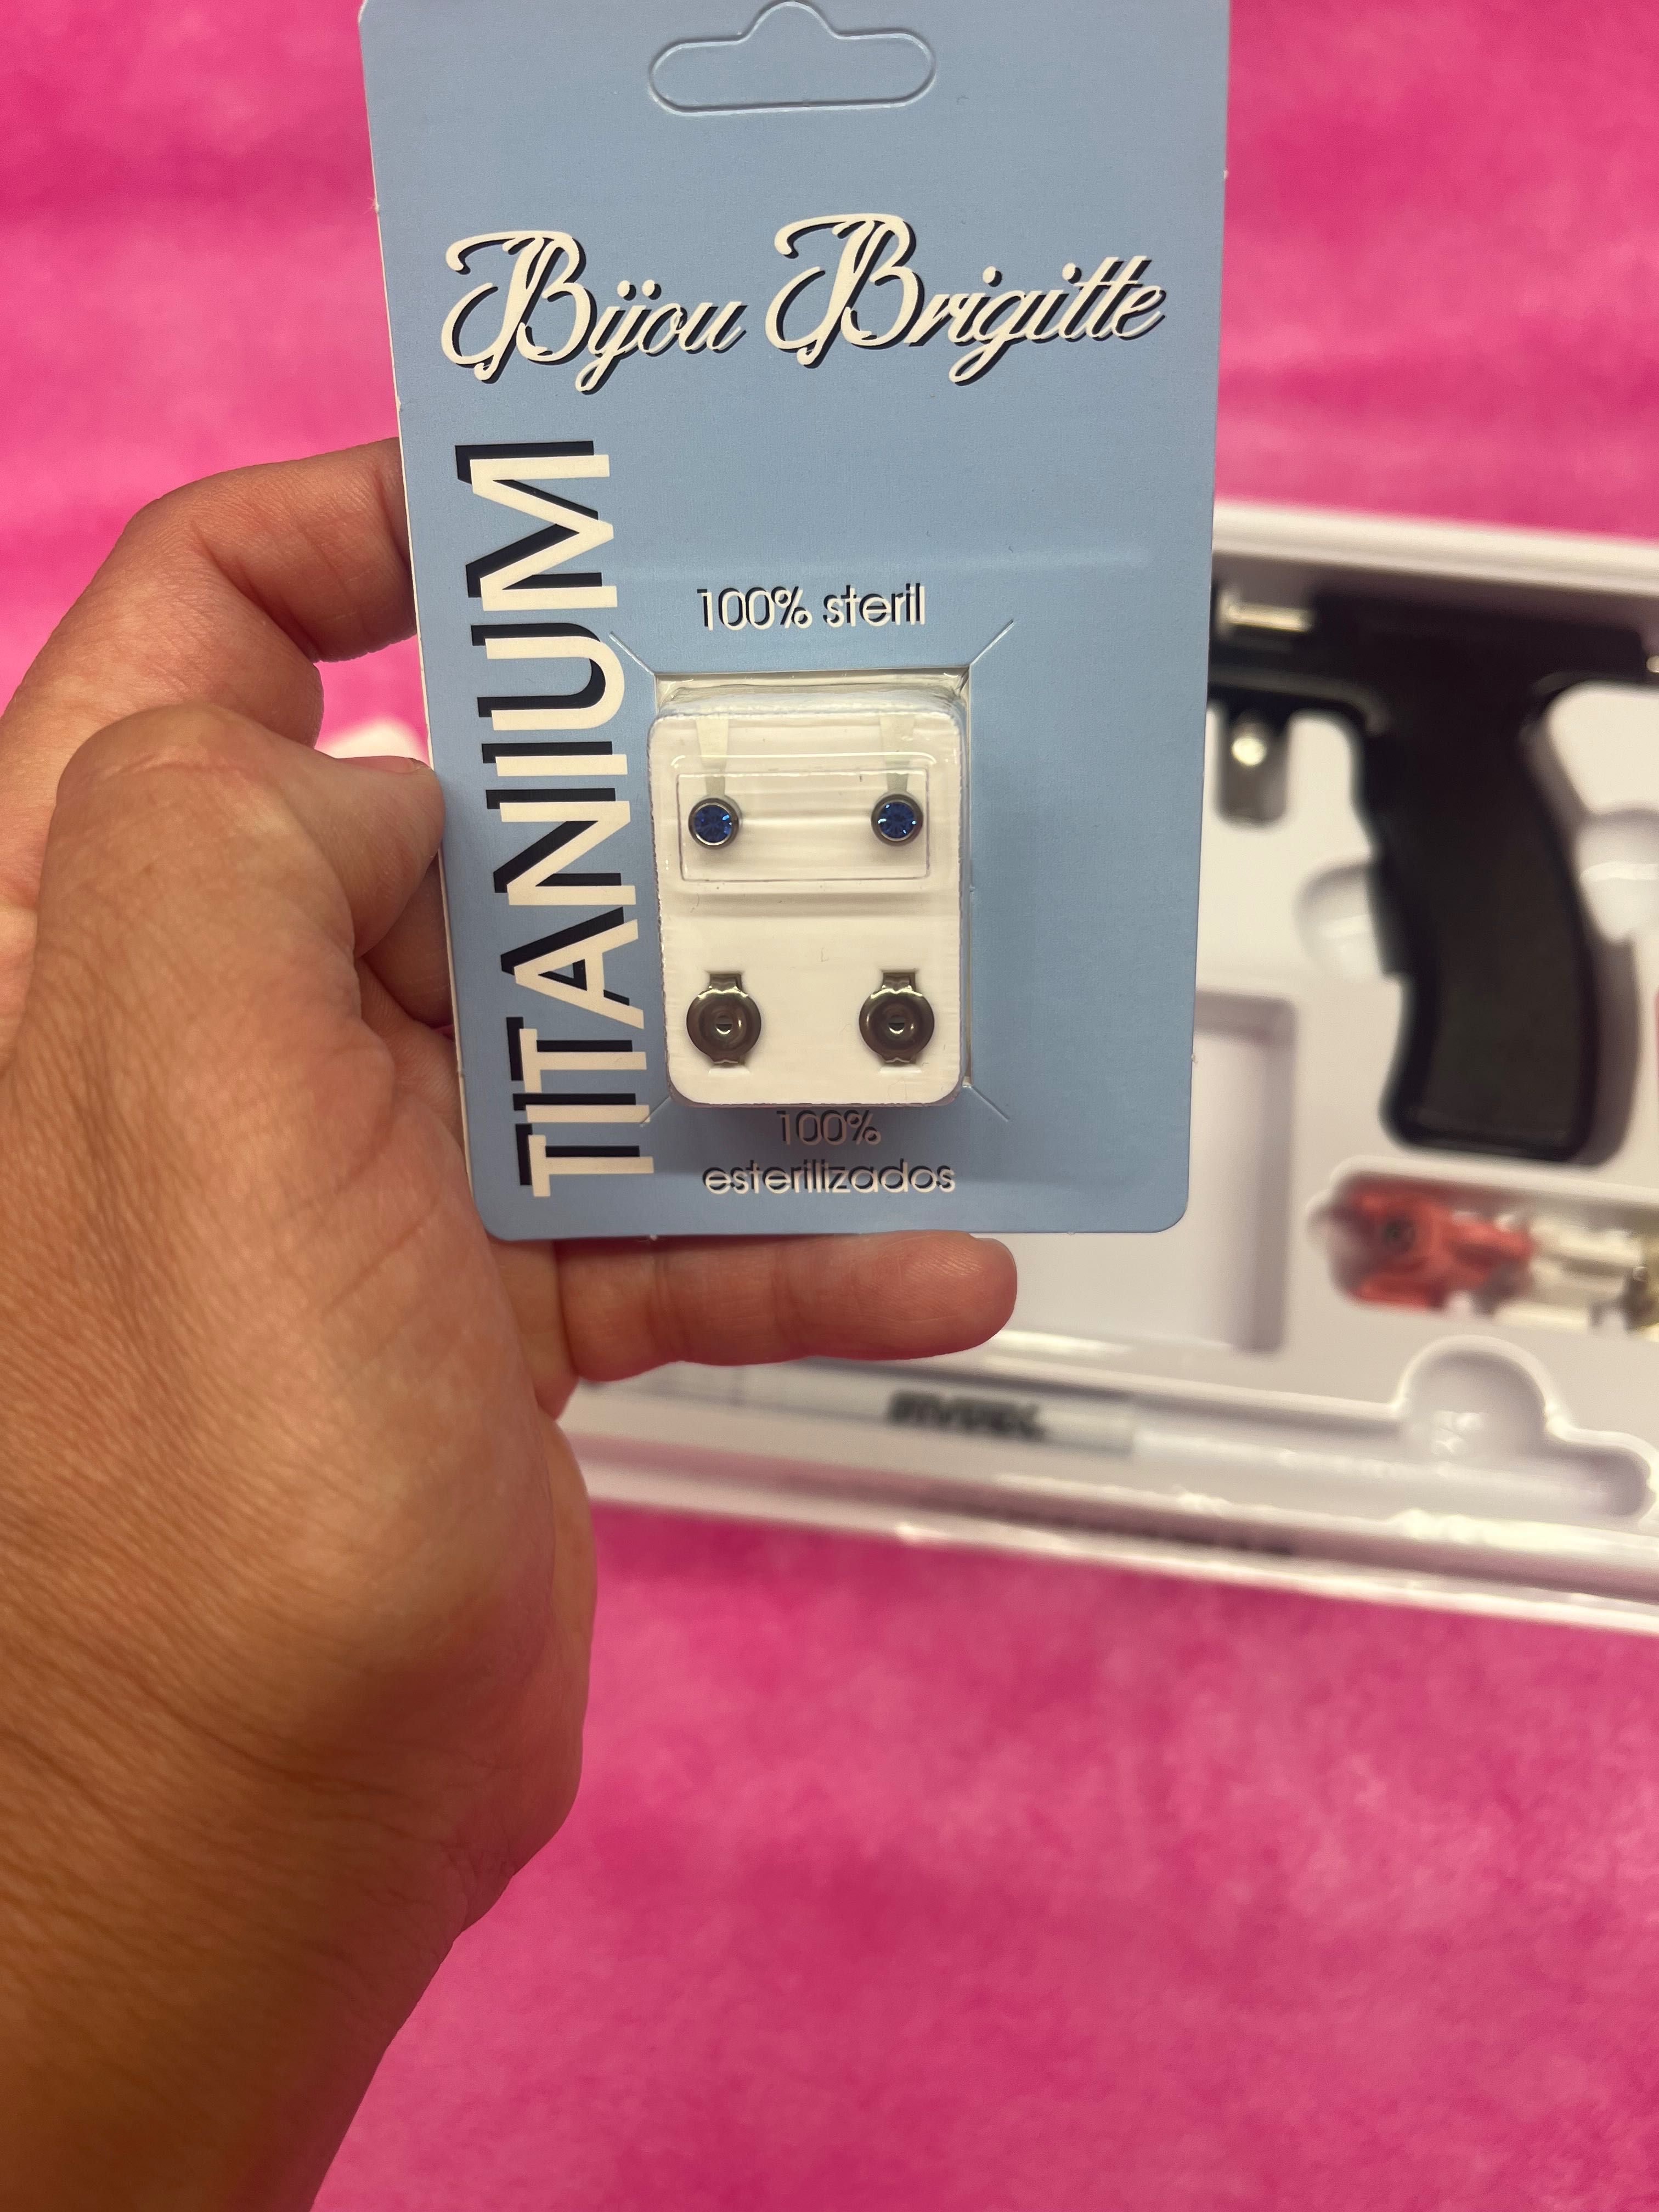 Bijou Brigitte
TITANIUM
100% steril
100%
esterilizados